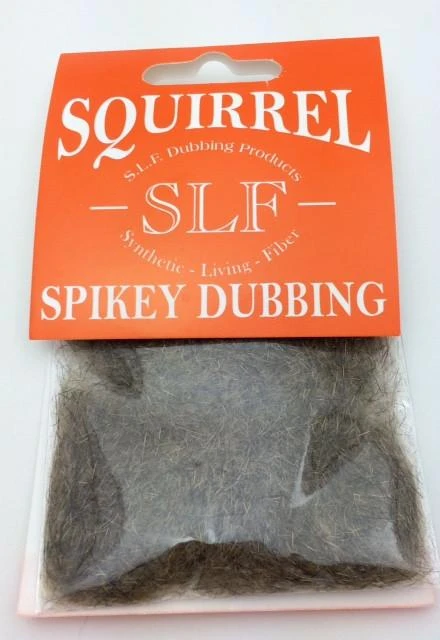 SQUIRREL
S.L.F. Dubbing Products
— SLF —
Synthetic - Living - Fiber
SPIKEY DUBBING